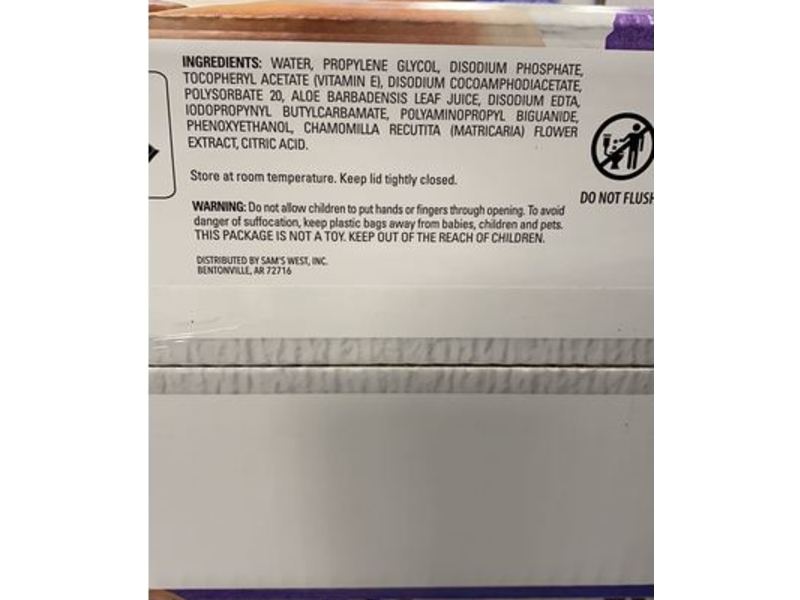 INGREDIENTS: WATER, PROPYLENE GLYCOL, DISODIUM PHOSPHATE,
TOCOPHERYL ACETATE (VITAMIN E), DISODIUM COCOAMPHODIACETATE,
POLYSORBATE 20, ALOE BARBADENSIS LEAF JUICE, DISODIUM EDTA,
IODOPROPYNYL BUTYLCARBAMATE, POLYAMINOPROPYL BIGUANIDE,
PHENOXYETHANOL, CHAMOMILLA RECUTITA (MATRICARIA) FLOWER
EXTRACT, CITRIC ACID.
Store at room temperature. Keep lid tightly closed.
DO NOT FLUSH
WARNING: Do not allow children to put hands or fingers through opening. To avoid
danger of suffocation, keep plastic bags away from babies, children and pets.
THIS PACKAGE IS NOT A TOY. KEEP OUT OF THE REACH OF CHILDREN.
DISTRIBUTED BY SAM'S WEST, INC.
BENTONVILLE, AR 72716